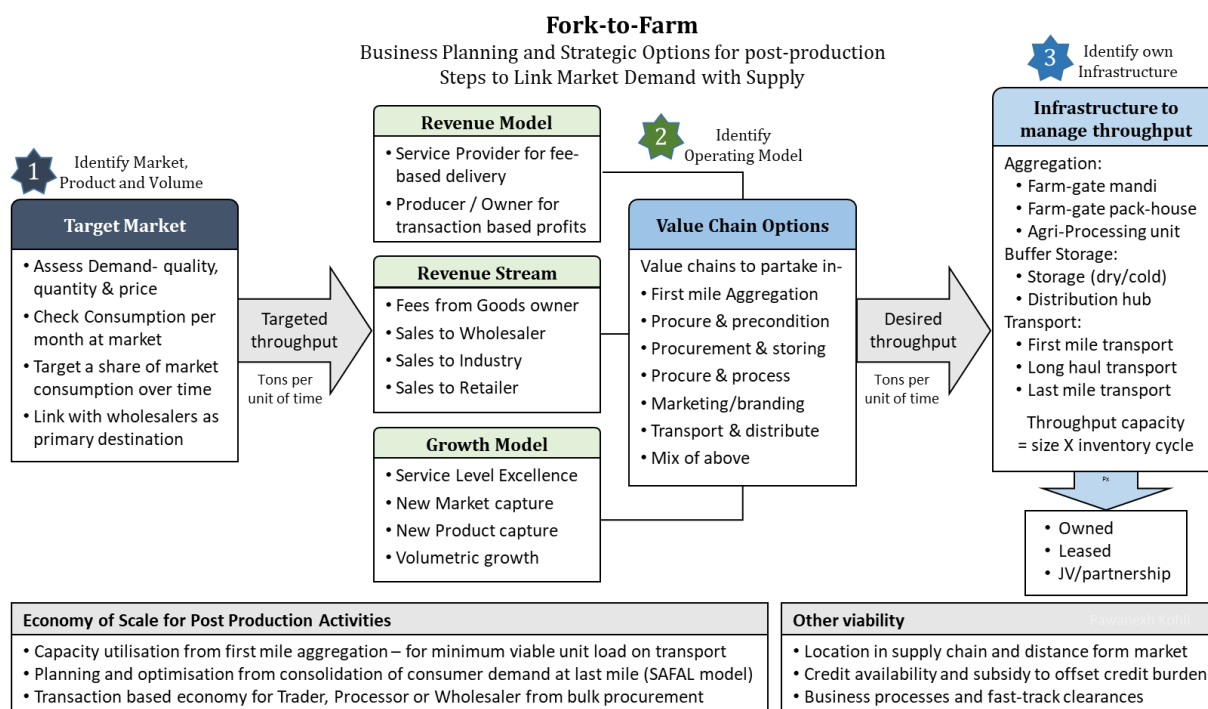 Fork-to-Farm
Business Planning and Strategic Options for post-production
Steps to Link Market Demand with Supply
1
Identify Market,
Product and Volume
Target Market
• Assess Demand- quality,
quantity & price
• Check Consumption per
month at market
• Target a share of market
consumption over time
• Link with wholesalers as
primary destination
Targeted
throughput
Tons per
unit of time
Revenue Model
• Service Provider for fee-
based delivery
• Producer / Owner for
transaction based profits
Revenue Stream
• Fees from Goods owner
• Sales to Wholesaler
• Sales to Industry
• Sales to Retailer
Growth Model
• Service Level Excellence
• New Market capture
• New Product capture
• Volumetric growth
2
Identify
Operating Model
Value Chain Options
Value chains to partake in-
• First mile Aggregation
• Procure & precondition
• Procurement & storing
• Procure & process
• Marketing/branding
• Transport & distribute
• Mix of above
Desired
throughput
Tons per
unit of time
3
Identify own
Infrastructure
Infrastructure to
manage throughput
Aggregation:
• Farm-gate mandi
• Farm-gate pack-house
• Agri-Processing unit
Buffer Storage:
• Storage (dry/cold)
• Distribution hub
Transport:
• First mile transport
• Long haul transport
• Last mile transport
Throughput capacity
= size X inventory cycle
Px
• Owned
• Leased
• JV/partnership
Economy of Scale for Post Production Activities
• Capacity utilisation from first mile aggregation – for minimum viable unit load on transport
• Planning and optimisation from consolidation of consumer demand at last mile (SAFAL model)
• Transaction based economy for Trader, Processor or Wholesaler from bulk procurement
Other viability
Pawanexh Kohli
• Location in supply chain and distance form market
• Credit availability and subsidy to offset credit burden
• Business processes and fast-track clearances